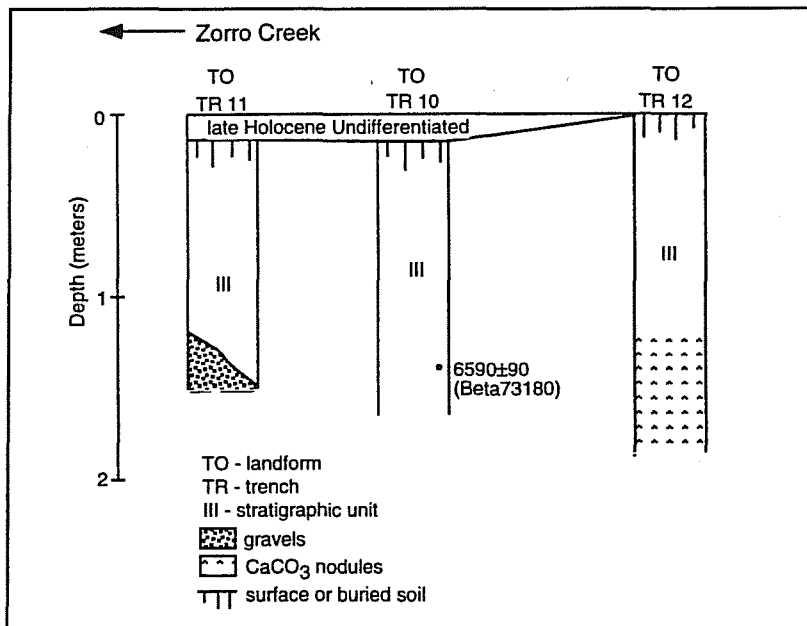 Zorro Creek
TO TO TO
TR 11 TR 10 TR 12
0
late Holocene Undifferentiated
Depth (meters)
III III III
1
6590±90
(Beta73180)
2
TO - landform
TR - trench
III - stratigraphic unit
gravels
CaCO3 nodules
surface or buried soil